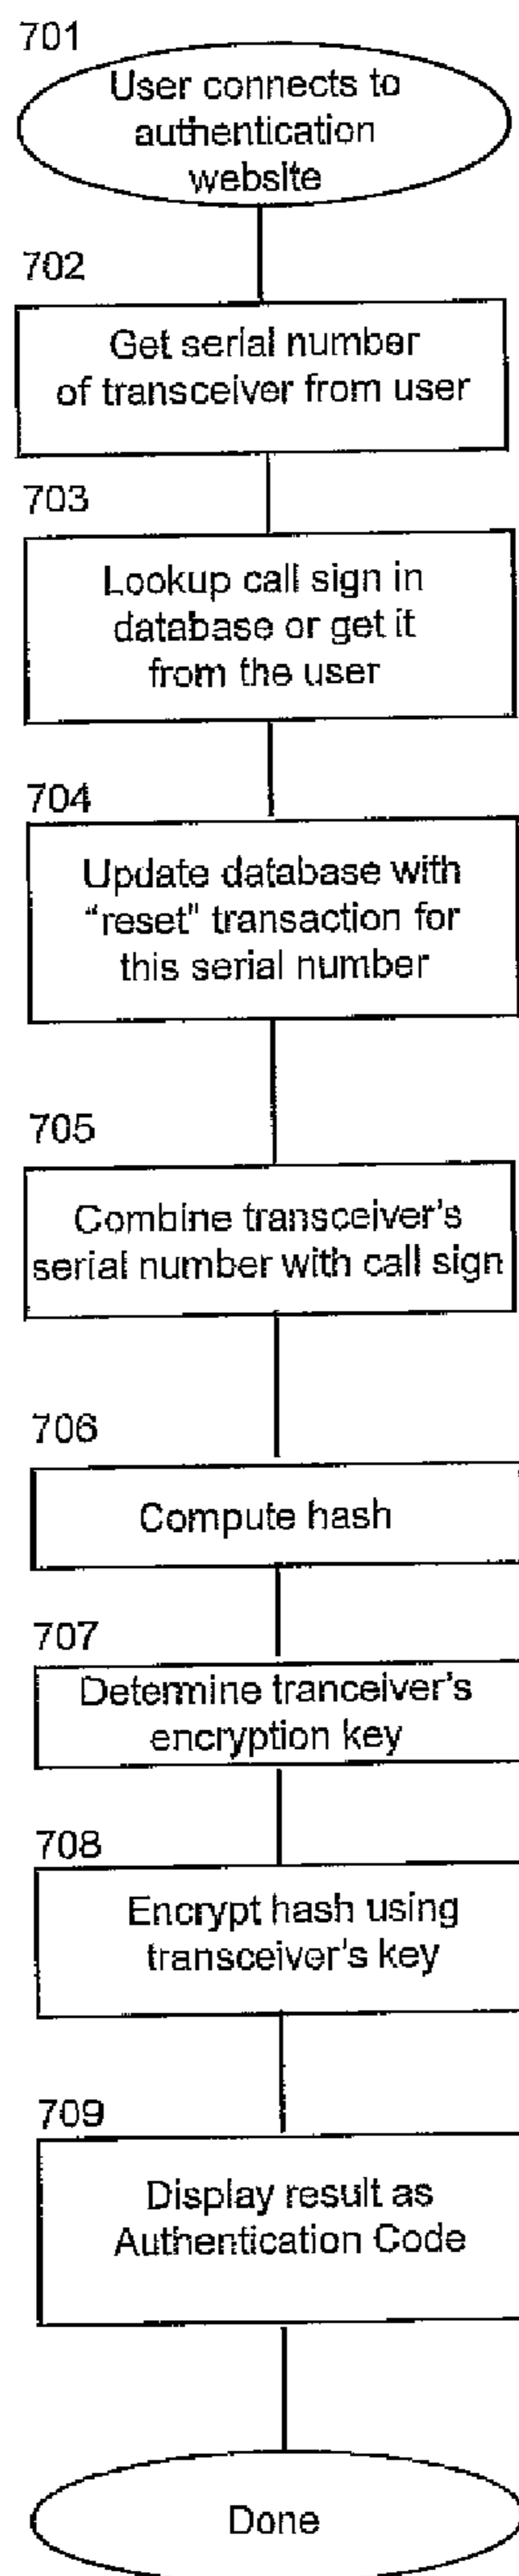 701
User connects to
authentication
website
702
Get serial number
of transceiver from user
703
Lookup call sign in
database or get it
from the user
704
Update database with
"reset" transaction for
this serial number
705
Combine transceiver's
serial number with call sign
706
Compute hash
707
Determine tranceiver's
encryption key
708
Encrypt hash using
transceiver's key
709
Display result as
Authentication Code
Done